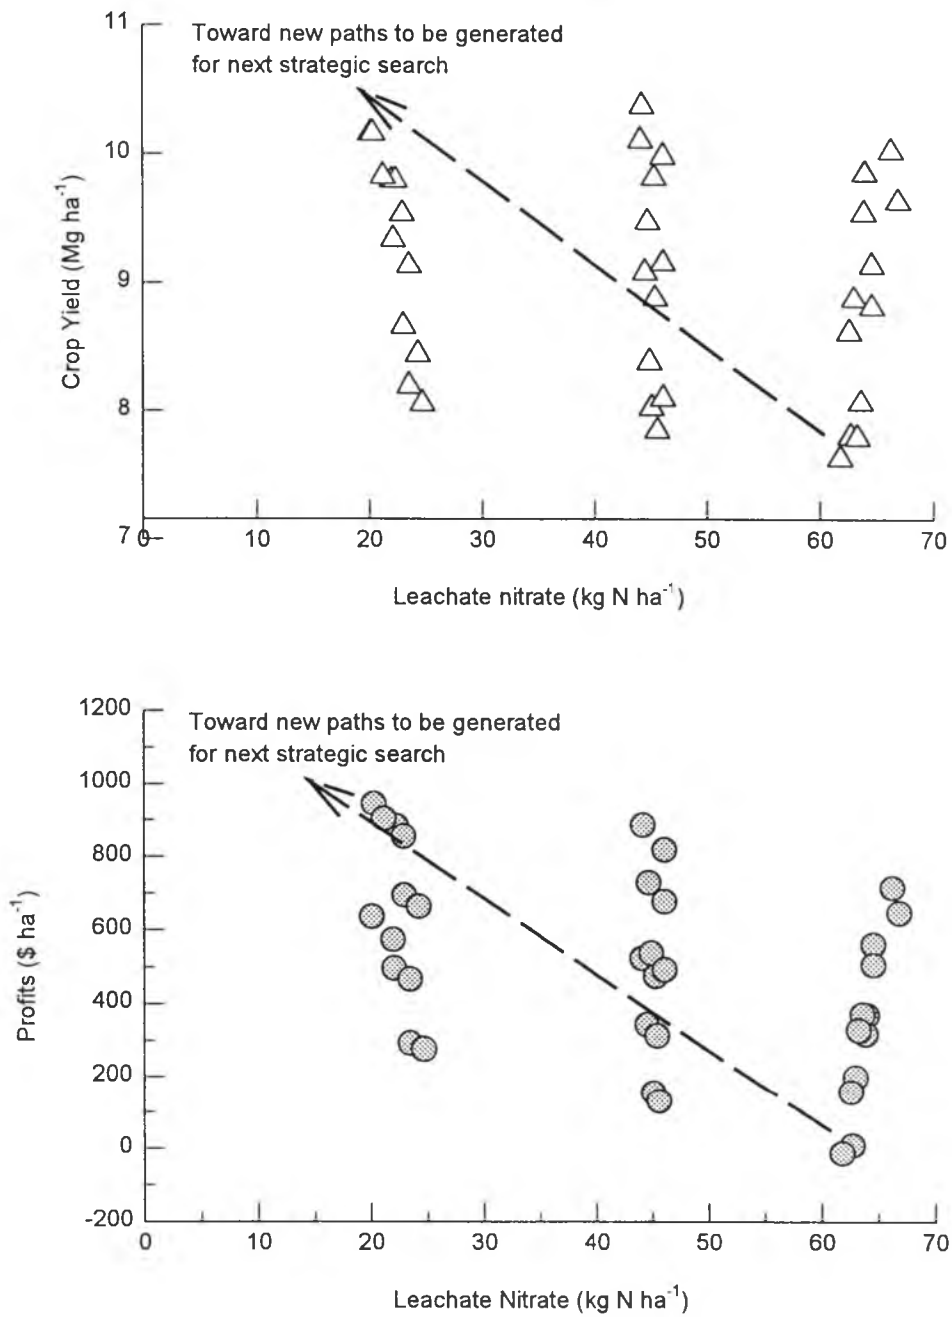 11
Toward new paths to be generated
for next strategic search
10
9
8
7
Crop Yield (Mg ha⁻¹)
0 10 20 30 40 50 60 70
Leachate nitrate (kg N ha⁻¹)
1200
Toward new paths to be generated
for next strategic search
1000
800
600
400
200
0
-200
Profits ($ ha⁻¹)
0 10 20 30 40 50 60 70
Leachate Nitrate (kg N ha⁻¹)